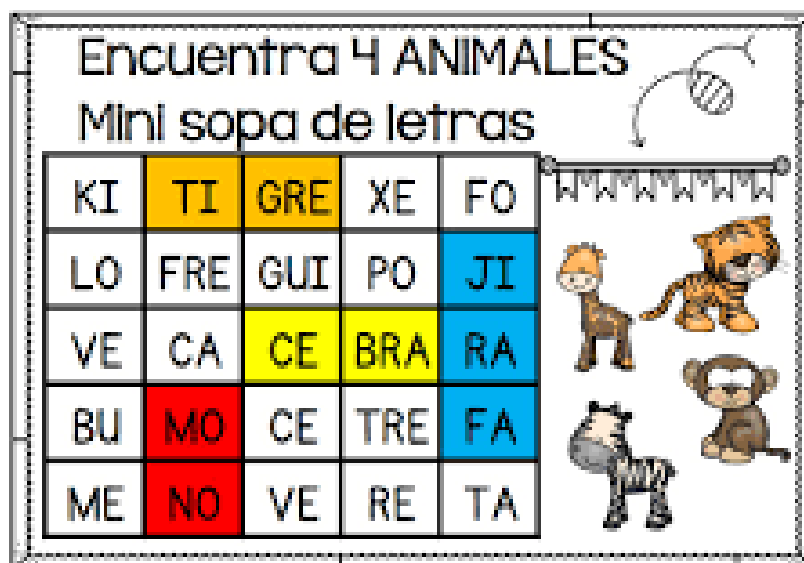 Encuentra 4 ANIMALES
Mini sopa de letras
KI TI GRE XE FO
LO FRE GUI PO JI
VE CA CE BRA RA
BU MO CE TRE FA
ME NO VE RE TA